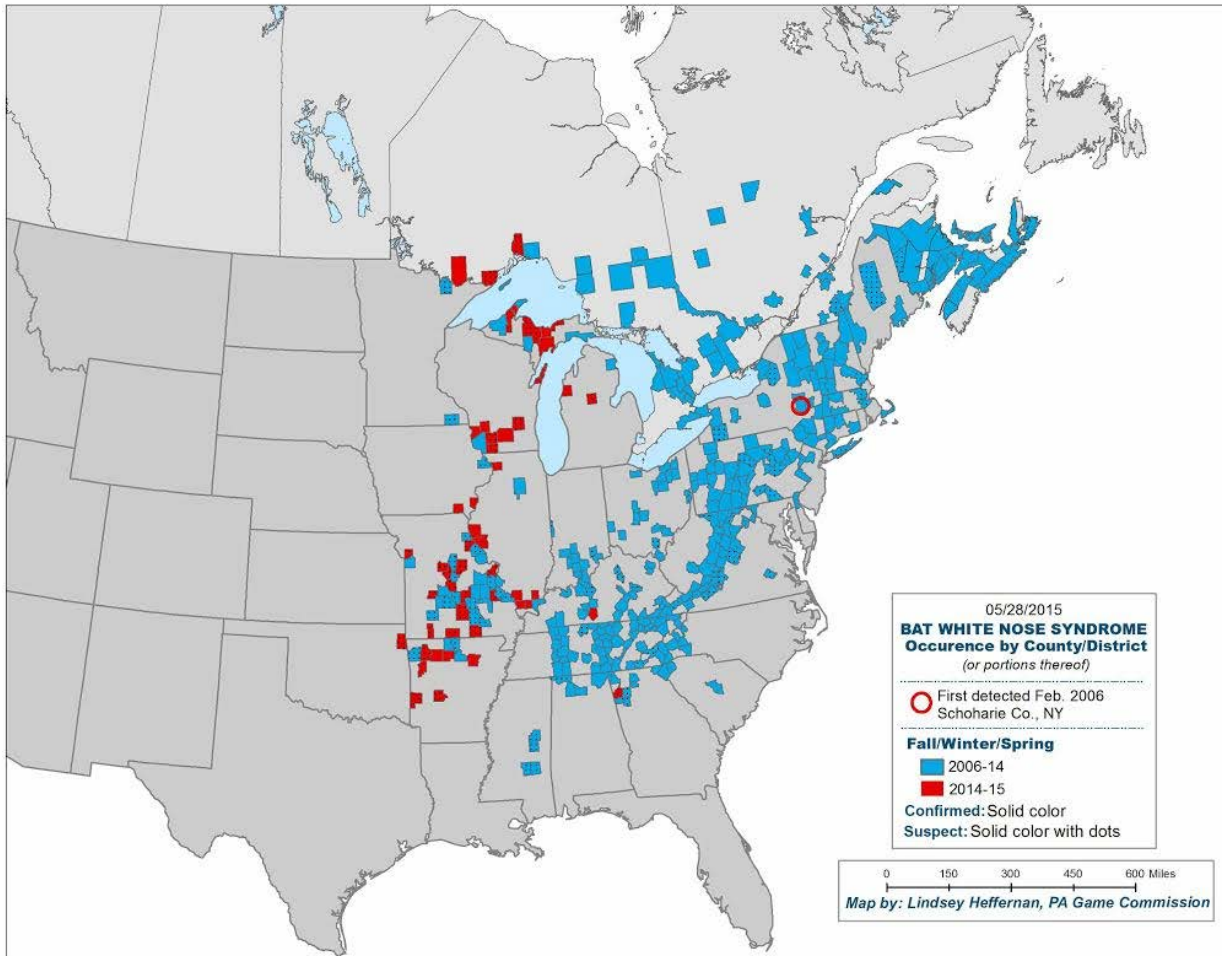 05/28/2015
BAT WHITE NOSE SYNDROME
Occurence by County/District
(or portions thereof)
First detected Feb. 2006
Schoharie Co., NY
Fall/Winter/Spring
2006-14
2014-15
Confirmed: Solid color
Suspect: Solid color with dots
0 150 300 450 600 Miles
Map by: Lindsey Heffernan, PA Game Commission